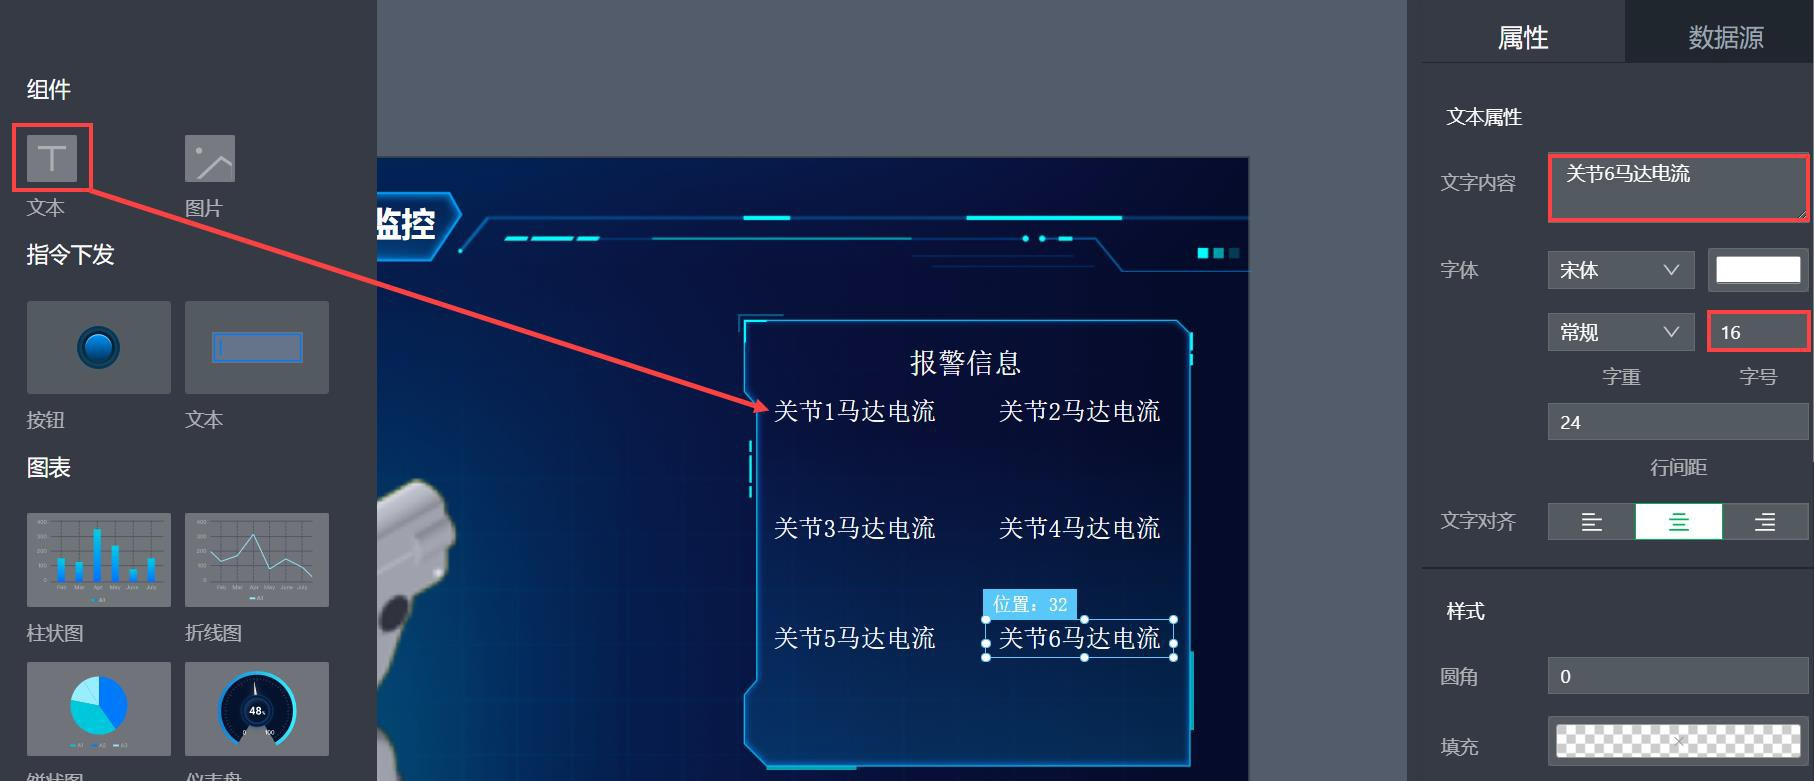 组件
文本
图片
指令下发
按钮
文本
图表
柱状图
折线图
48%
0
100
饼状图
仪表盘
监控
报警信息
关节1马达电流
关节2马达电流
关节3马达电流
关节4马达电流
位置：32
关节5马达电流
关节6马达电流
属性
数据源
文本属性
文字内容
关节6马达电流
字体
宋体
常规
16
字重
字号
24
行间距
文字对齐
样式
圆角
0
填充